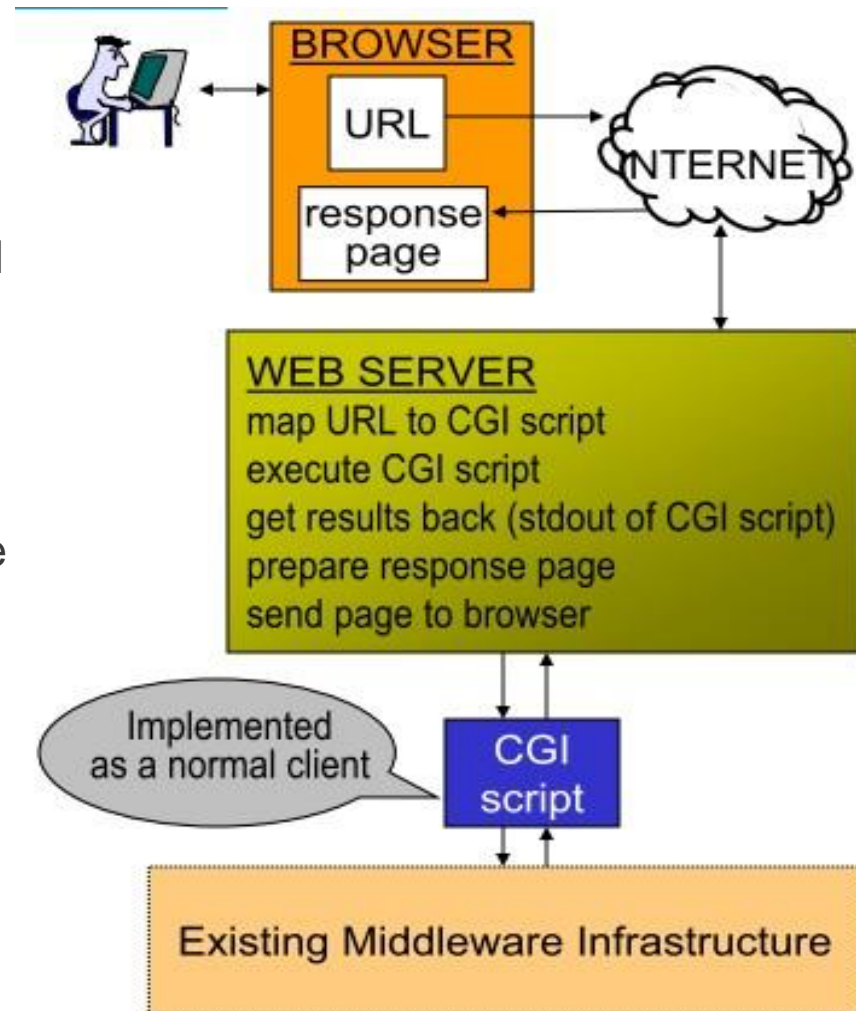 BROWSER
URL
INTERNET
response
page
WEB SERVER
map URL to CGI script
execute CGI script
get results back (stdout of CGI script)
prepare response page
send page to browser
Implemented
as a normal client
CGI
script
Existing Middleware Infrastructure